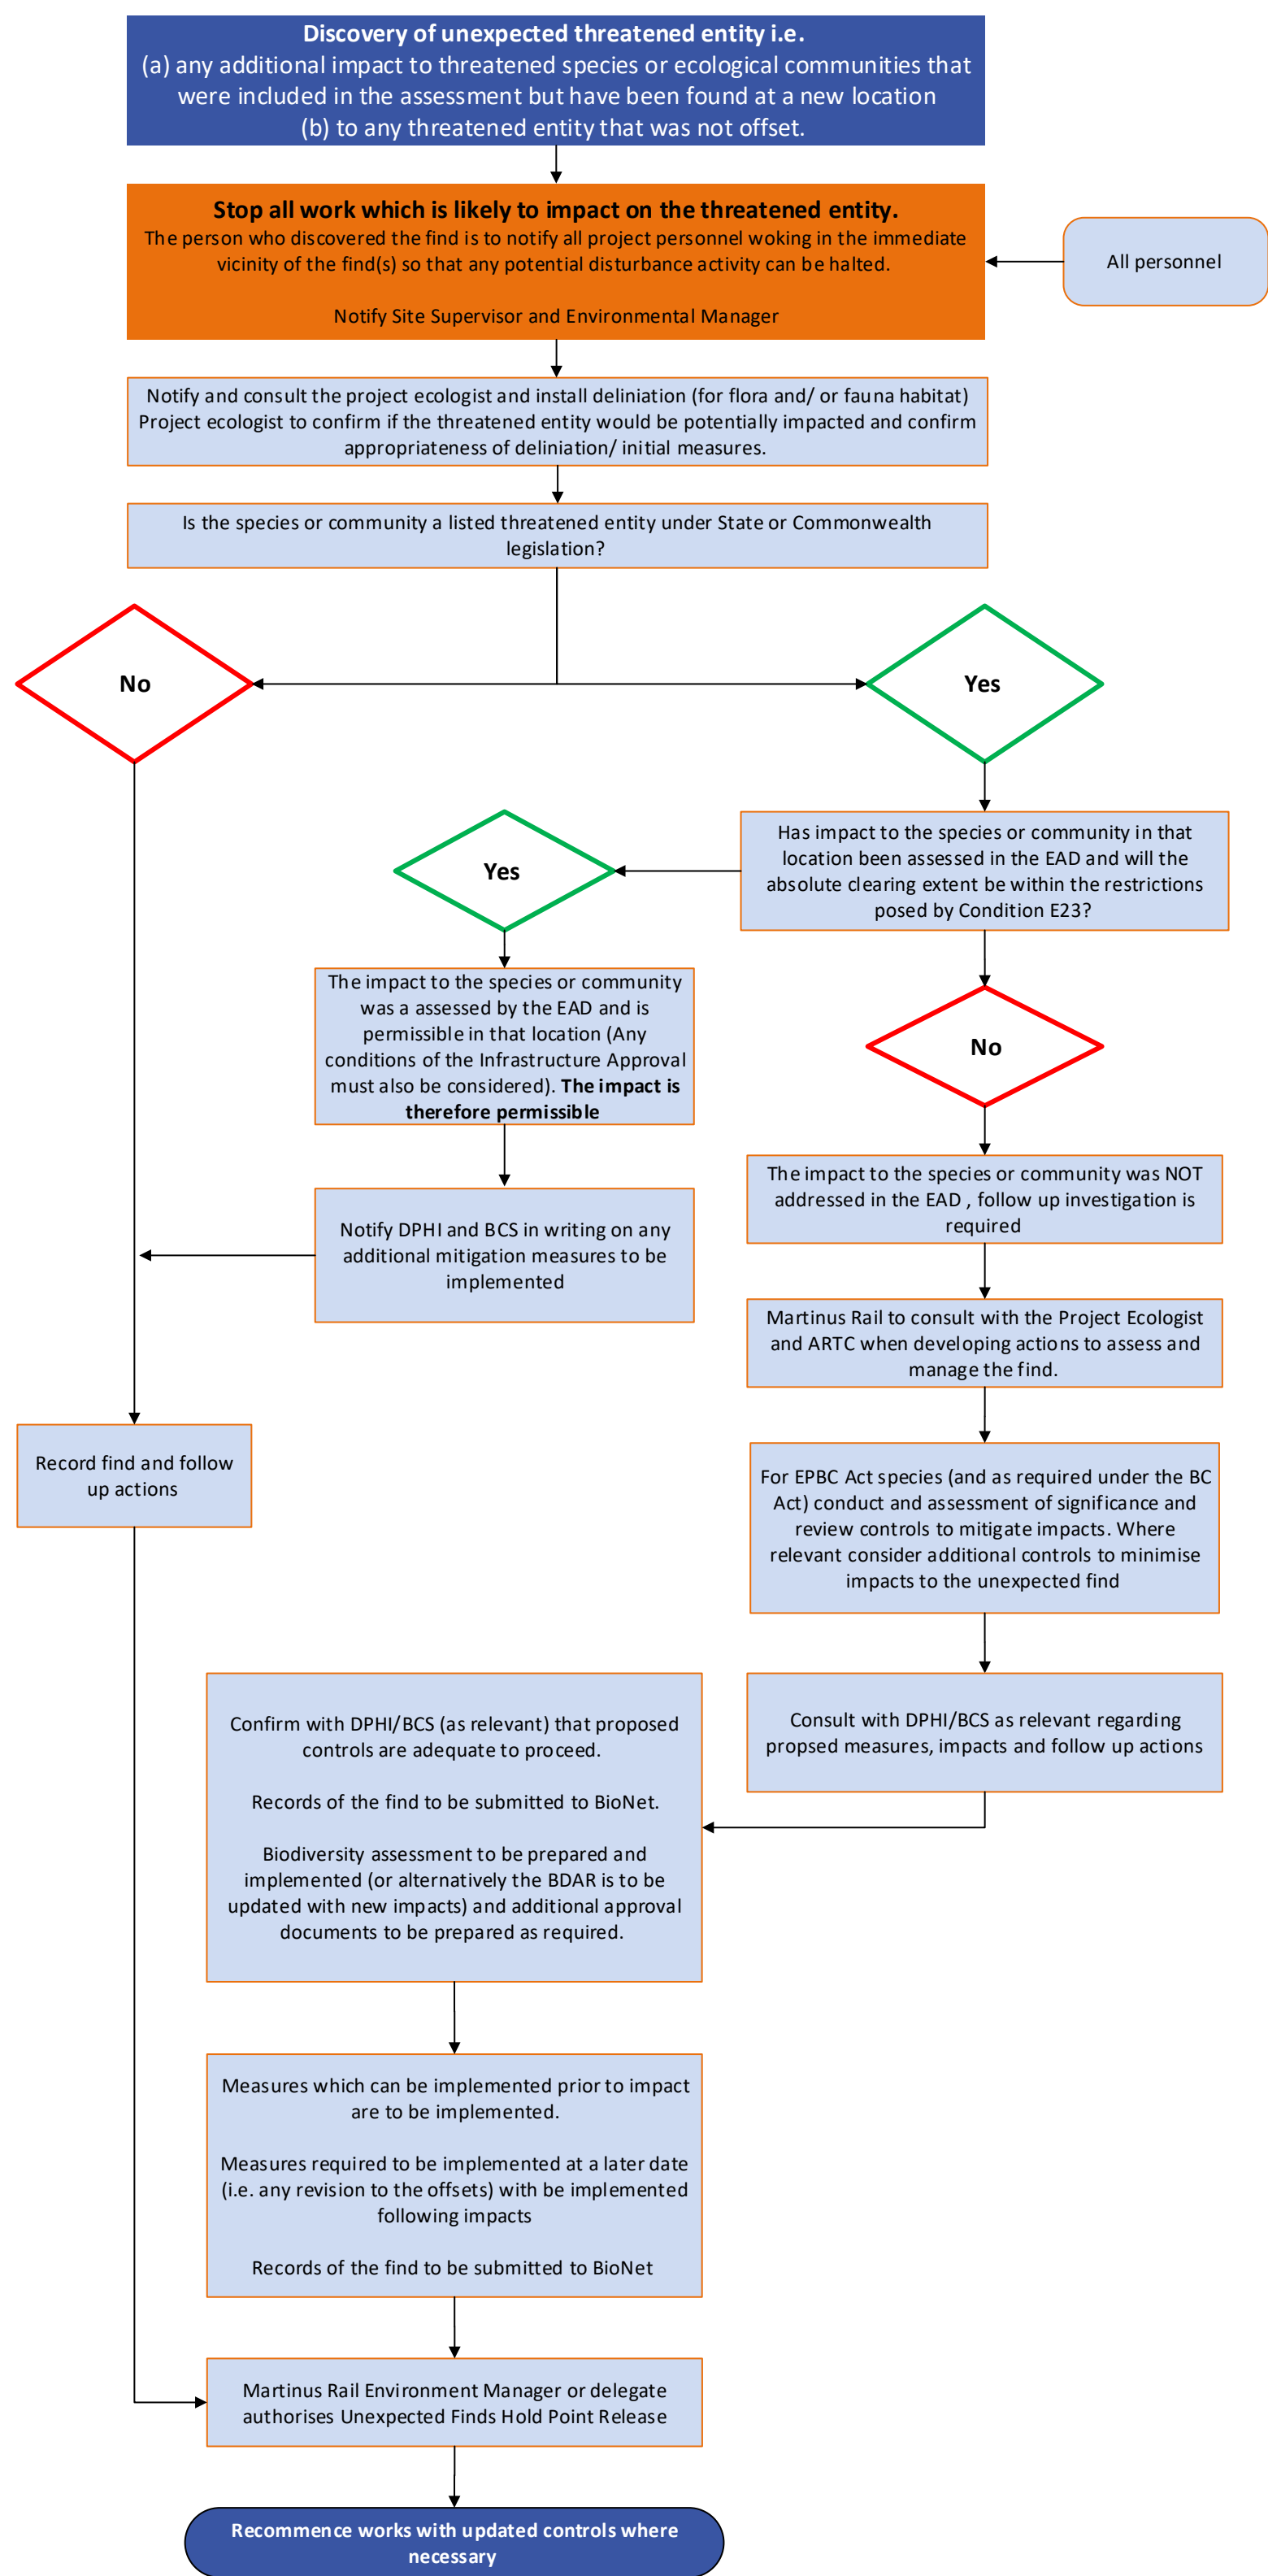 Discovery of unexpected threatened entity i.e.
(a) any additional impact to threatened species or ecological communities that
were included in the assessment but have been found at a new location
(b) to any threatened entity that was not offset.
Stop all work which is likely to impact on the threatened entity.
The person who discovered the find is to notify all project personnel woking in the immediate
vicinity of the find(s) so that any potential disturbance activity can be halted.
Notify Site Supervisor and Environmental Manager
All personnel
Notify and consult the project ecologist and install deliniation (for flora and/ or fauna habitat)
Project ecologist to confirm if the threatened entity would be potentially impacted and confirm
appropriateness of deliniation/ initial measures.
Is the species or community a listed threatened entity under State or Commonwealth
legislation?
No
Yes
Has impact to the species or community in that
location been assessed in the EAD and will the
absolute clearing extent be within the restrictions
posed by Condition E23?
Yes
The impact to the species or community
was a assessed by the EAD and is
permissible in that location (Any
conditions of the Infrastructure Approval
must also be considered). The impact is
therefore permissible
No
The impact to the species or community was NOT
addressed in the EAD , follow up investigation is
required
Notify DPHI and BCS in writing on any
additional mitigation measures to be
implemented
Martinus Rail to consult with the Project Ecologist
and ARTC when developing actions to assess and
manage the find.
Record find and follow
up actions
For EPBC Act species (and as required under the BC
Act) conduct and assessment of significance and
review controls to mitigate impacts. Where
relevant consider additional controls to minimise
impacts to the unexpected find
Consult with DPHI/BCS as relevant regarding
propsed measures, impacts and follow up actions
Confirm with DPHI/BCS (as relevant) that proposed
controls are adequate to proceed.
Records of the find to be submitted to BioNet.
Biodiversity assessment to be prepared and
implemented (or alternatively the BDAR is to be
updated with new impacts) and additional approval
documents to be prepared as required.
Measures which can be implemented prior to impact
are to be implemented.
Measures required to be implemented at a later date
(i.e. any revision to the offsets) with be implemented
following impacts
Records of the find to be submitted to BioNet
Martinus Rail Environment Manager or delegate
authorises Unexpected Finds Hold Point Release
Recommence works with updated controls where
necessary